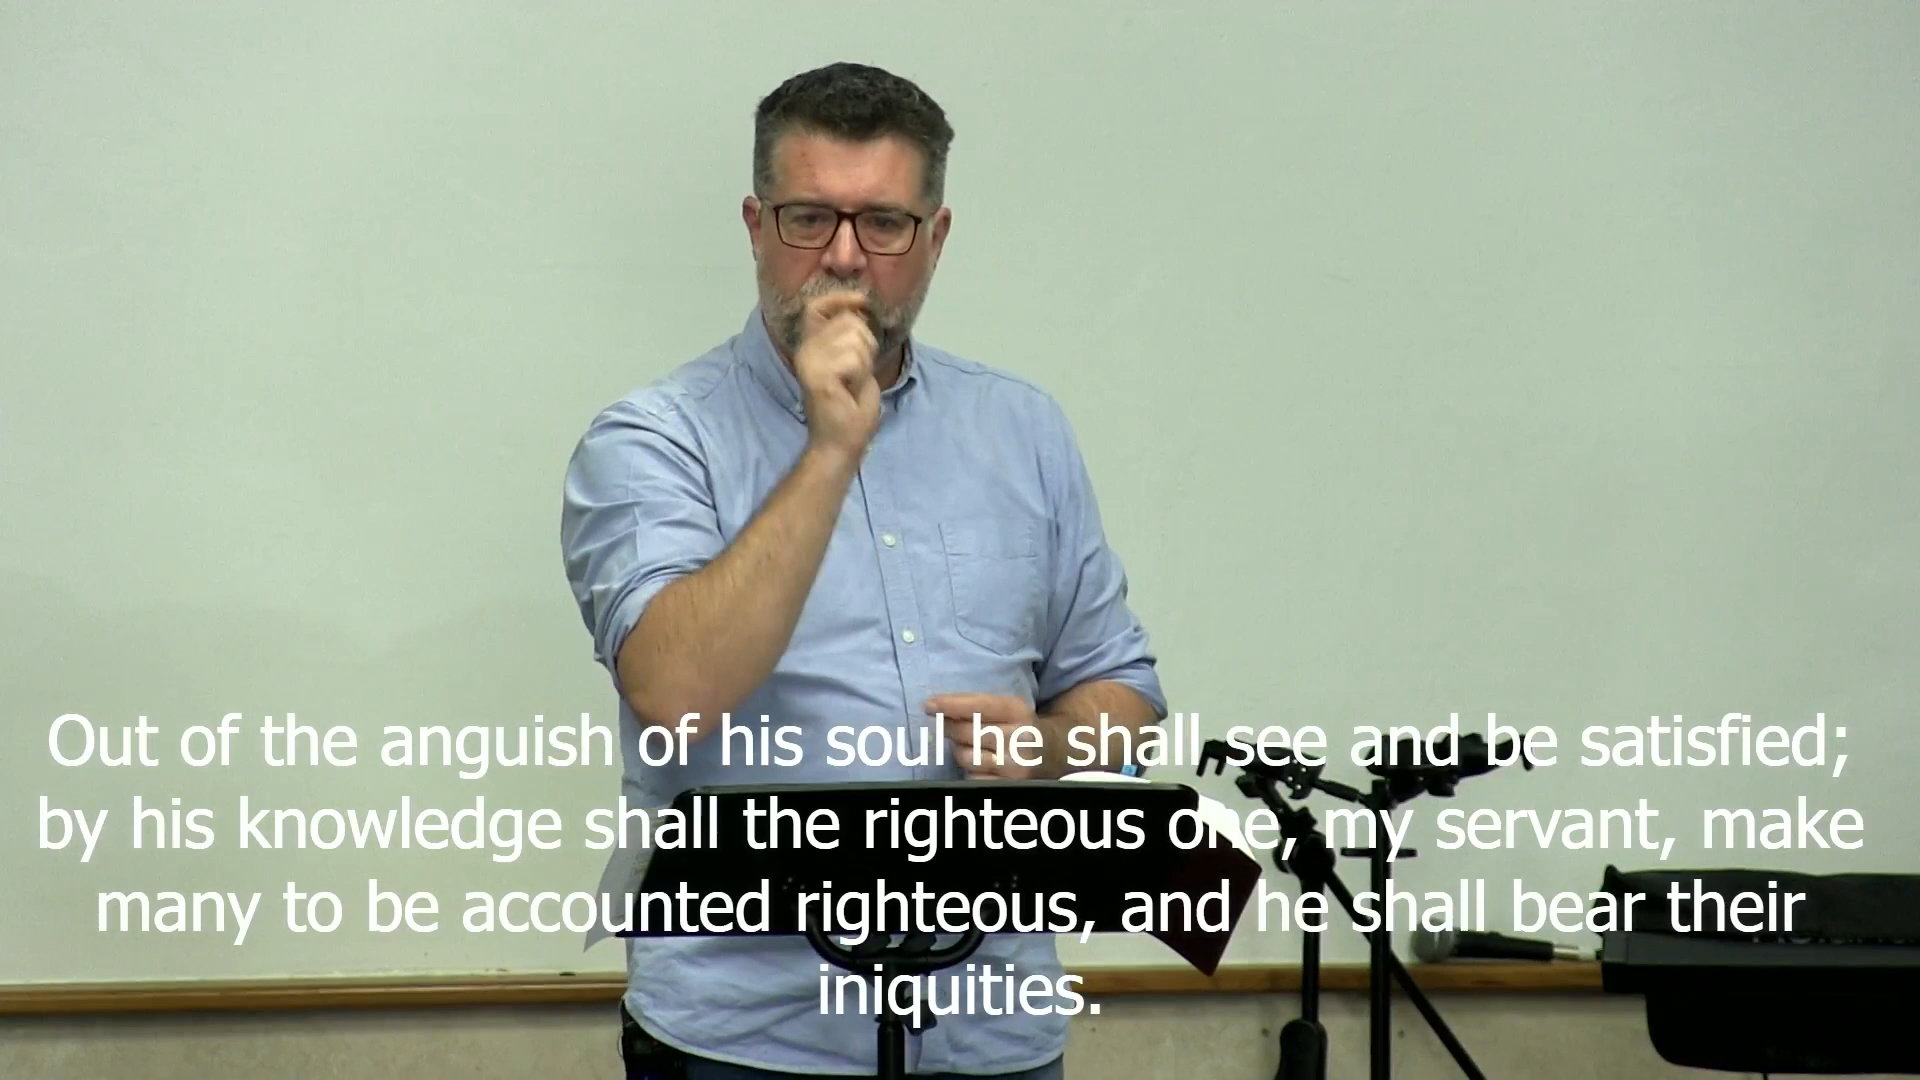 Out of the anguish of his soul he shall see and be satisfied;
by his knowledge shall the righteous one, my servant, make
many to be accounted righteous, and he shall bear their
iniquities.